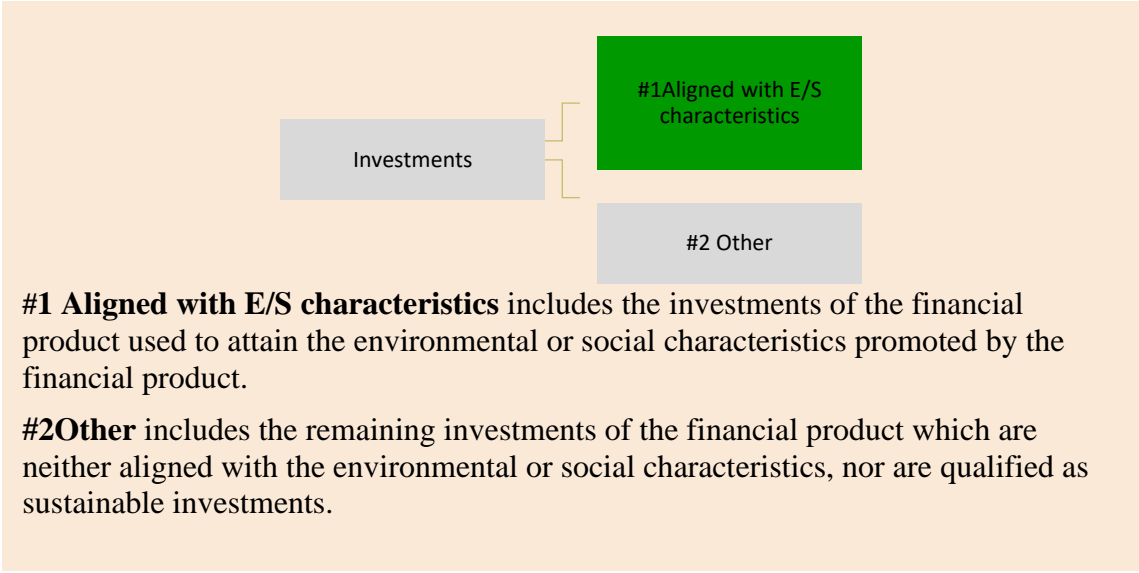 #1Aligned with E/S
characteristics
Investments
#2 Other
#1 Aligned with E/S characteristics includes the investments of the financial
product used to attain the environmental or social characteristics promoted by the
financial product.
#2Other includes the remaining investments of the financial product which are
neither aligned with the environmental or social characteristics, nor are qualified as
sustainable investments.